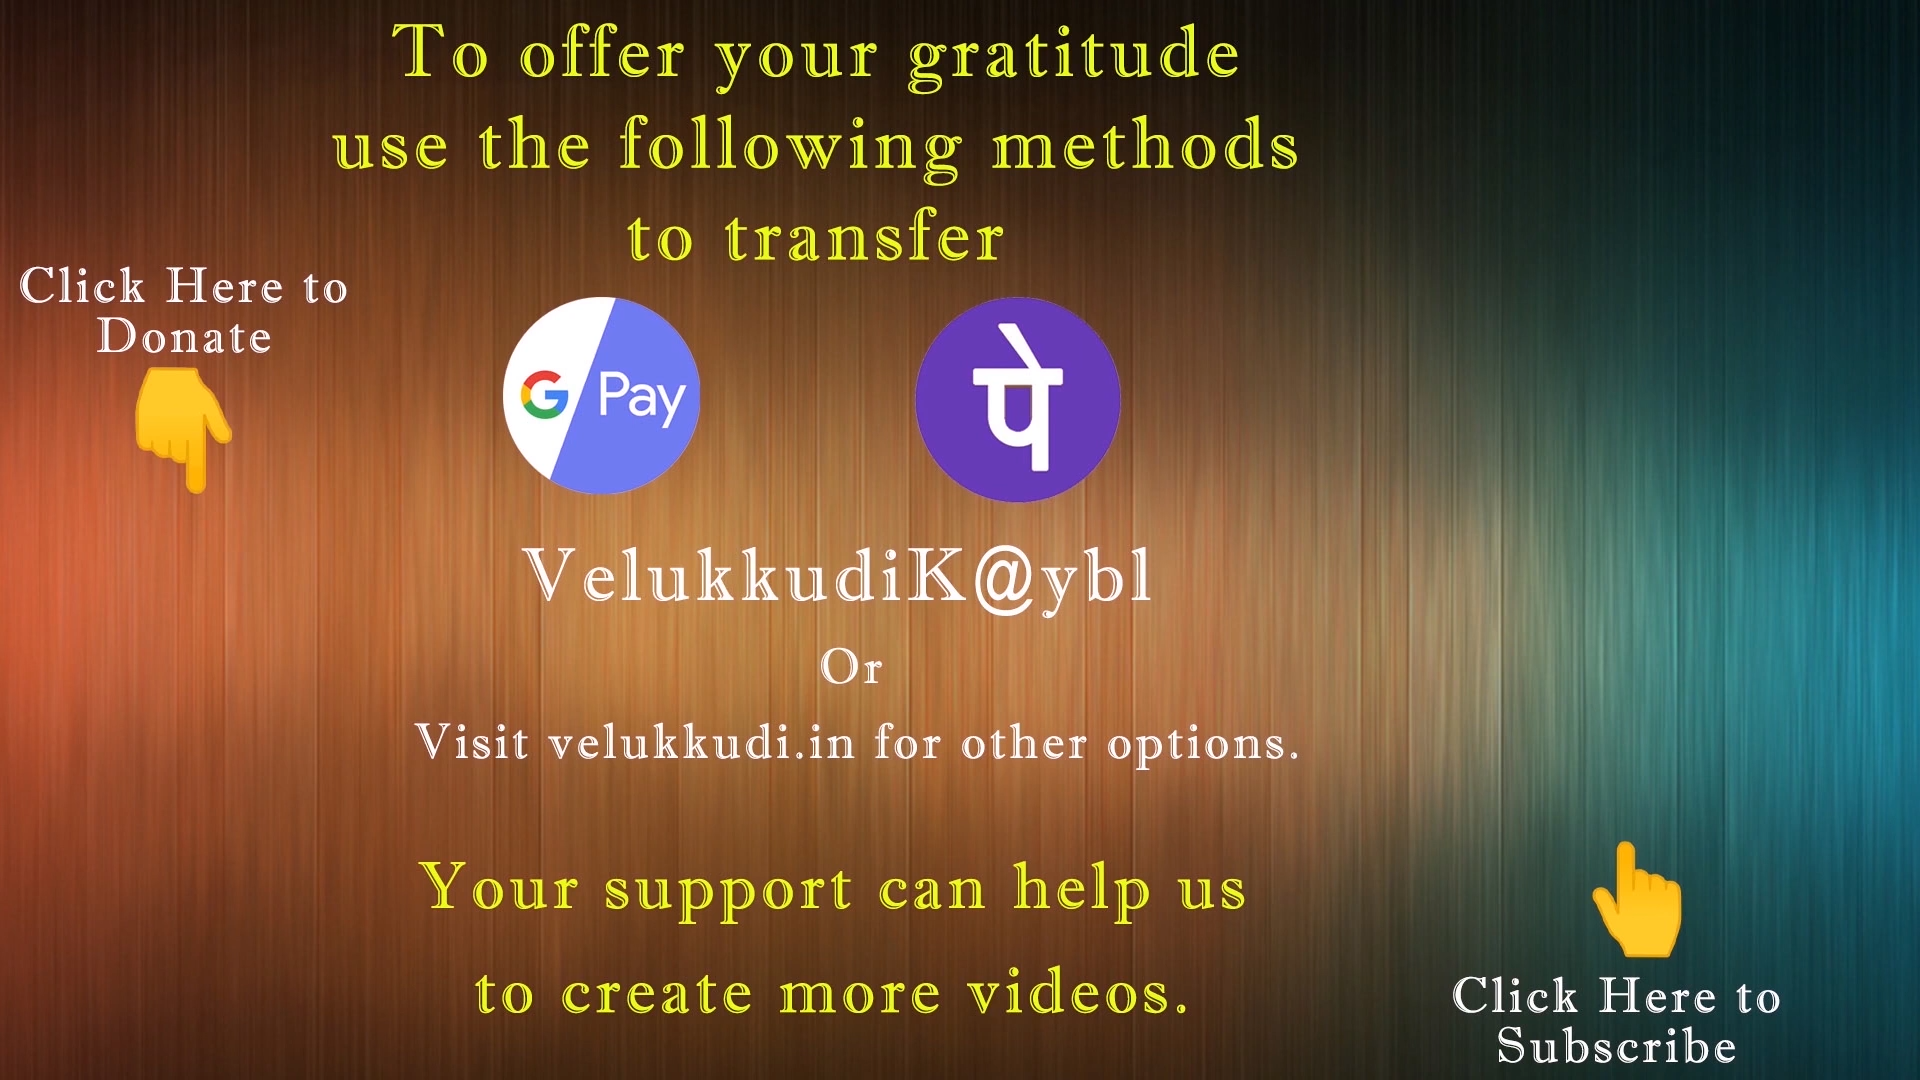 To offer your gratitude
use the following methods
to transfer
Click Here to
Donate
G Pay
पे
VelukkudiK@ybl
Or
Visit velukkudi.in for other options.
Your support can help us
to create more videos.
Click Here to
Subscribe